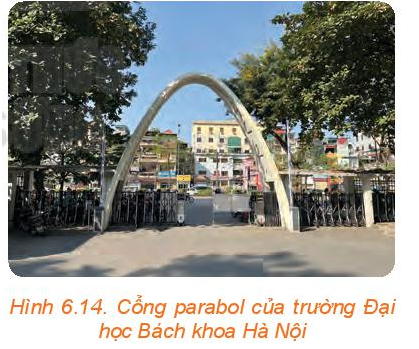 Hình 6.14. Cổng parabol của trường Đại
học Bách khoa Hà Nội